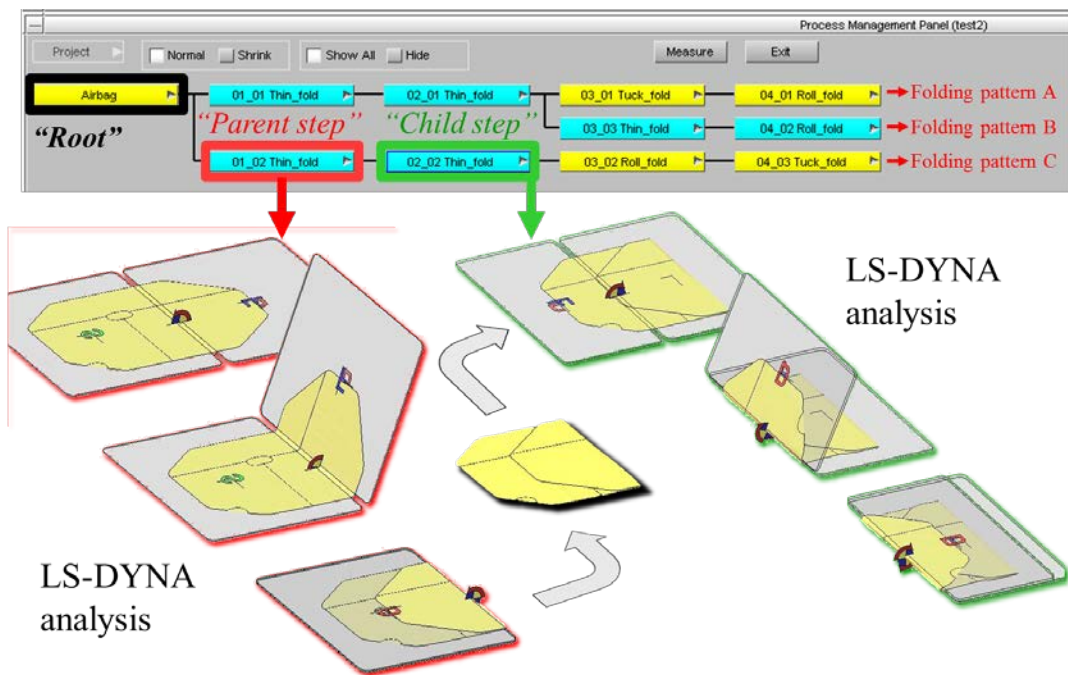 Process Management Panel (test2)
Project Normal Shrink Show All Hide Measure Exit
Airbag 01_01 Thin_fold 02_01 Thin_fold 03_01 Tuck_fold 04_01 Roll_fold Folding pattern A
“Root” “Parent step” “Child step” 03_03 Thin_fold 04_02 Roll_fold Folding pattern B
01_02 Thin_fold 02_02 Thin_fold 03_02 Roll_fold 04_03 Tuck_fold Folding pattern C
LS-DYNA
analysis
LS-DYNA
analysis